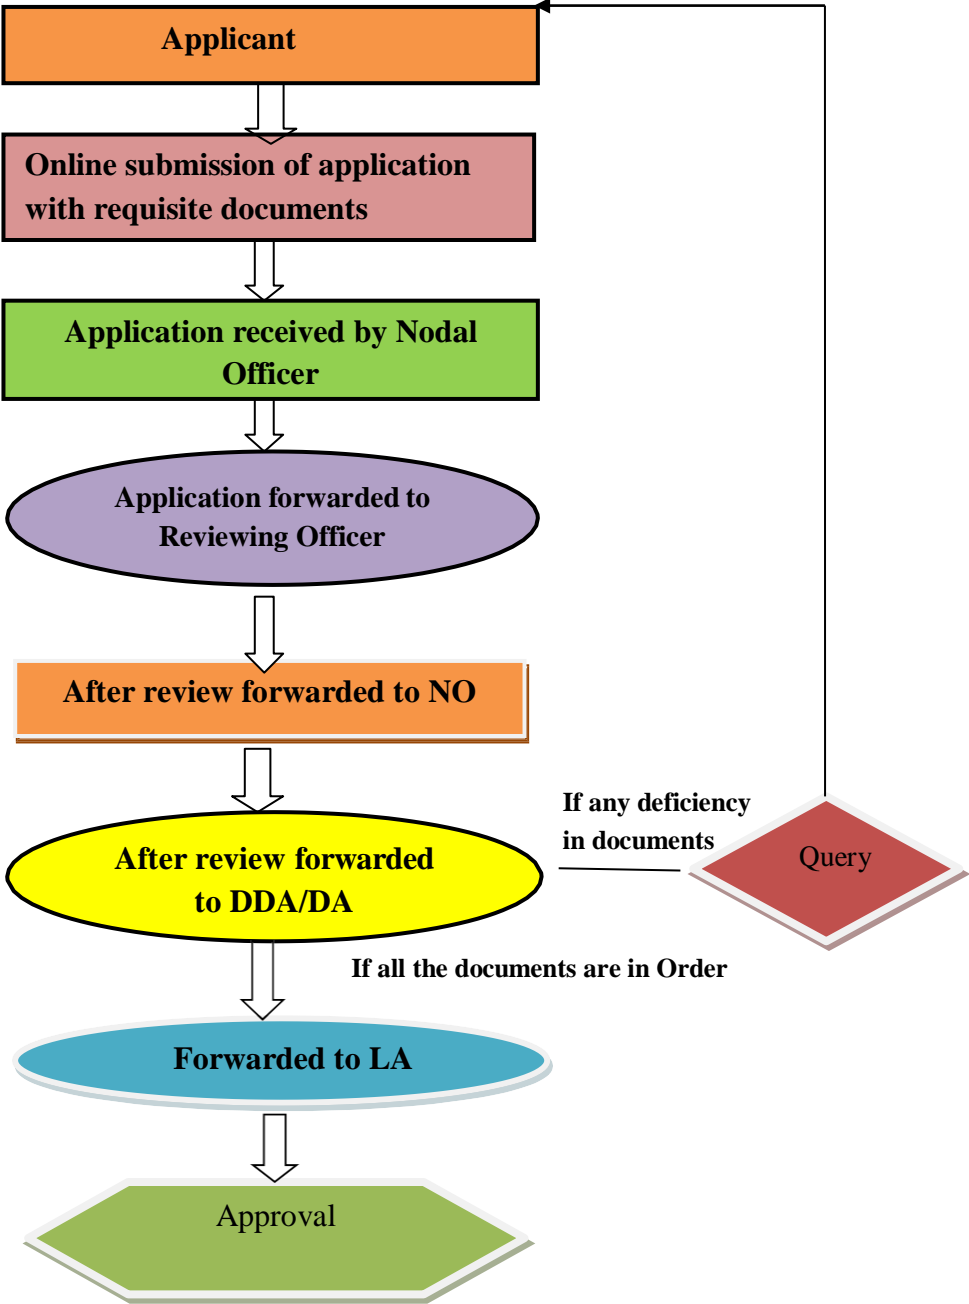 Applicant
Online submission of application
with requisite documents
Application received by Nodal
Officer
Application forwarded to
Reviewing Officer
After review forwarded to NO
If any deficiency
in documents
Query
After review forwarded
to DDA/DA
If all the documents are in Order
Forwarded to LA
Approval